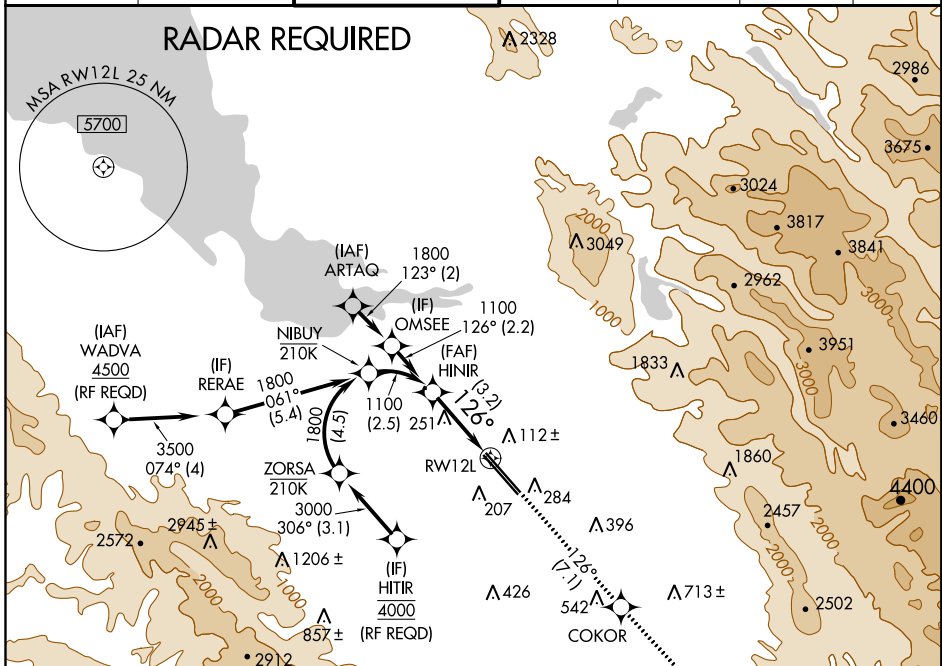 RADAR REQUIRED
2328
2986
MSA RW12L 25 NM
5700
3675
3024
3817
2000
3049
3841
(IAF)
ARTAQ
1800
123° (2)
2962
3000
1000
(IF)
OMSEE
1100
126° (2.2)
NIBUY
210K
(FAF)
HINIR
(IAF)
WADVA
4500
(RF REQD)
(IF)
RERAE
1800
061°
(5.4)
1100
(2.5)
(3.2)
126°
3951
3000
1833
251
3460
1800
(4.5)
112 ±
3500
074° (4)
RW12L
1860
ZORSA
210K
207
284
4400
3000
306° (3.1)
396
2457
2945 ±
2572
1206 ±
126°
(7.1)
2000
1000
2000
(IF)
HITIR
4000
(RF REQD)
426
542
713 ±
2502
COKOR
857 ±
2912